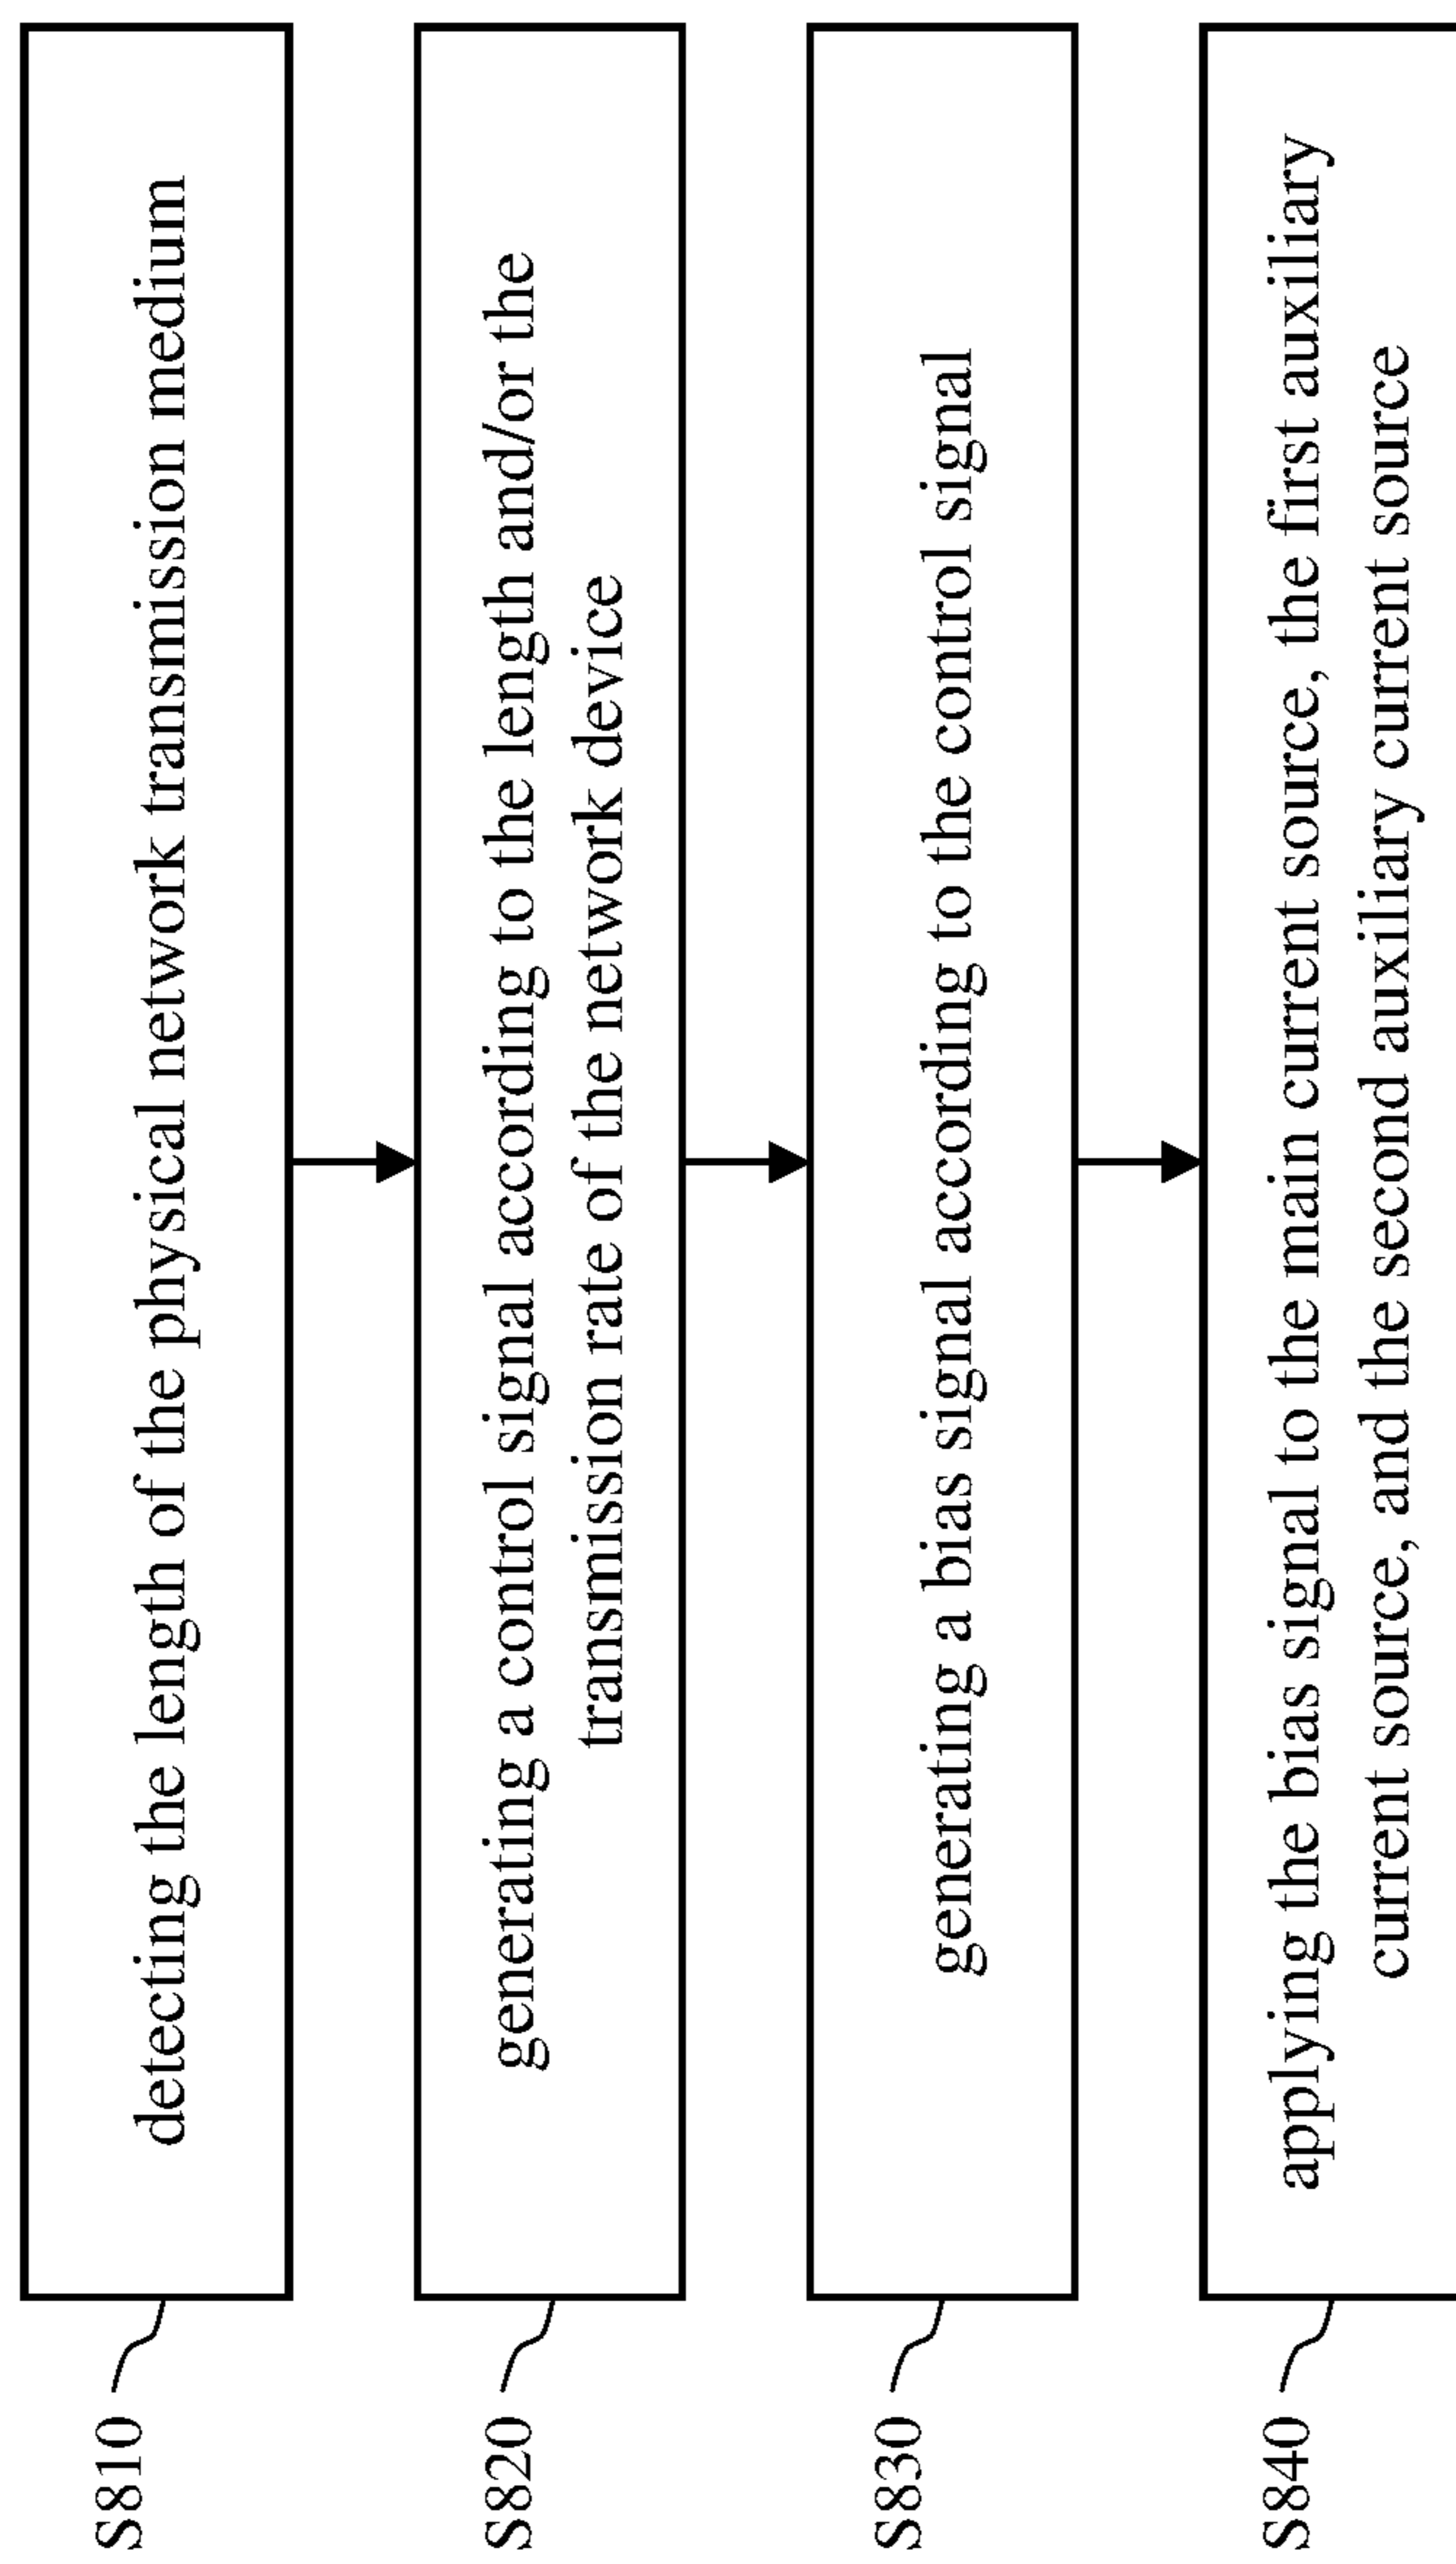 S810
detecting the length of the physical network transmission medium
S820
generating a control signal according to the length and/or the
transmission rate of the network device
S830
generating a bias signal according to the control signal
S840
applying the bias signal to the main current source, the first auxiliary
current source, and the second auxiliary current source